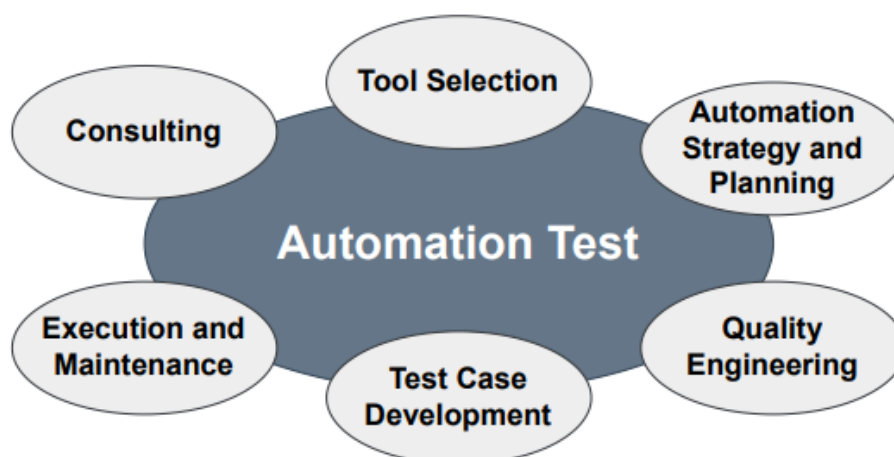 Tool Selection
Consulting
Automation
Strategy and
Planning
Automation Test
Execution and
Maintenance
Quality
Engineering
Test Case
Development